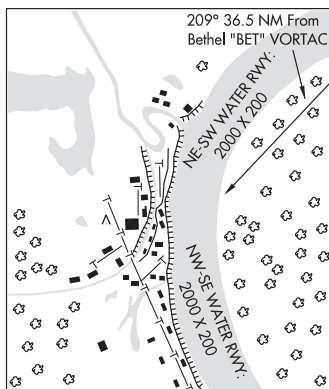 209° 36.5 NM From
Bethel "BET" VORTAC
NE-SW WATER RWY:
2000 X 200
NW-SE WATER RWY:
2000 X 200